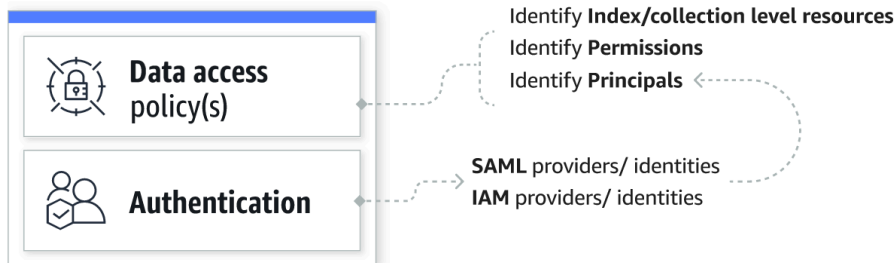 Identify Index/collection level resources
Identify Permissions
Identify Principals
Data access
policy(s)
SAML providers/ identities
IAM providers/ identities
Authentication